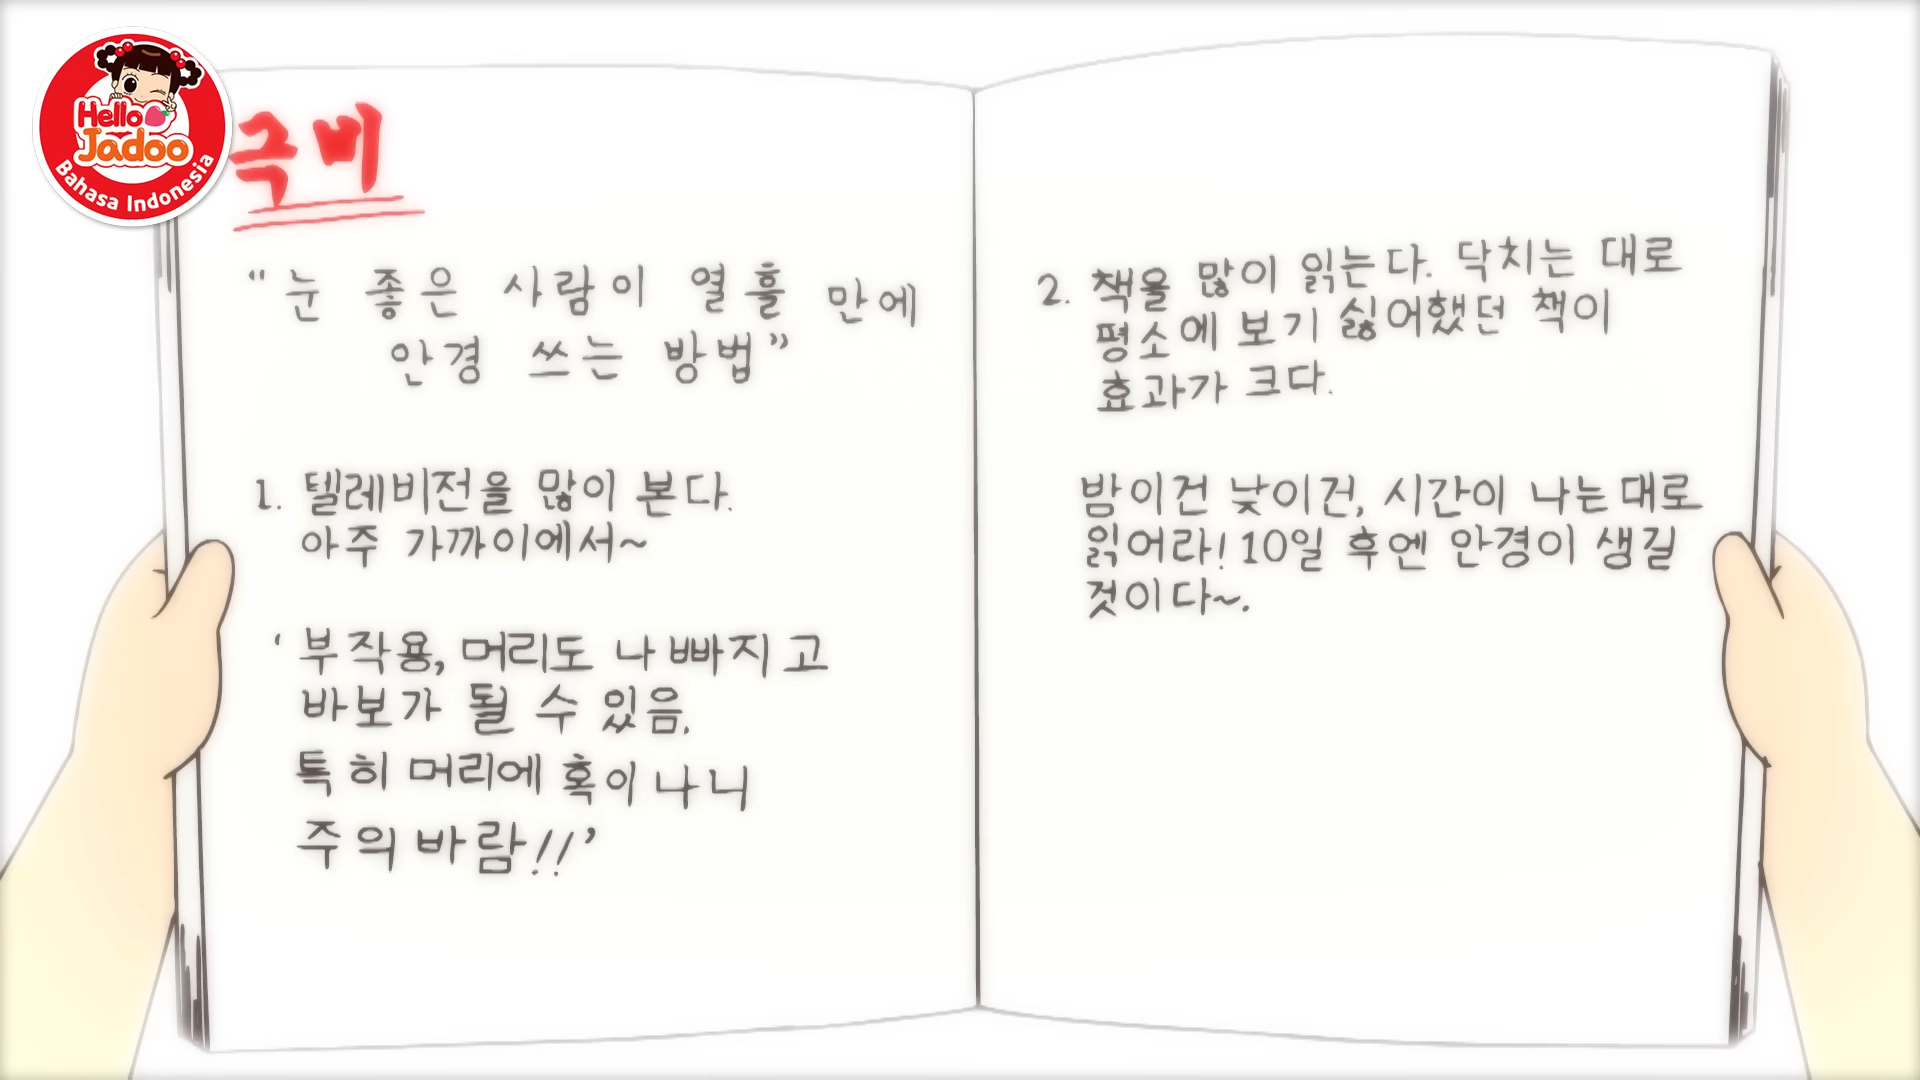 Hello
Jadoo
Bahasa Indonesia
극비
“눈 좋은 사람이 열흘 만에
안경 쓰는 방법”
1. 텔레비전을 많이 본다.
아주 가까이에서~
‘부작용, 머리도 나빠지고
바보가 될 수 있음.
특히 머리에 혹이 나니
주의바람!!’
2. 책을 많이 읽는다. 닥치는 대로
평소에 보기 싫어했던 책이
효과가 크다.
밤이건 낮이건, 시간이 나는대로
읽어라! 10일 후엔 안경이 생길
것이다~.